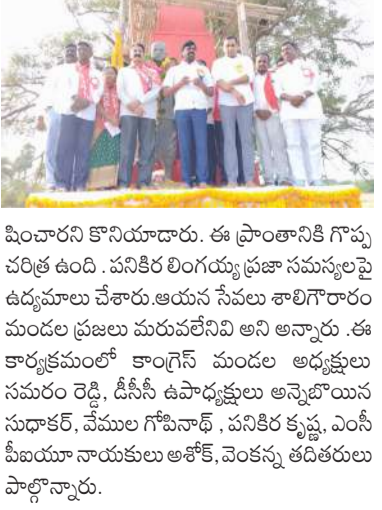 షించారని కొనియాడారు. ఈ ప్రాంతానికి గొప్ప
చరిత్ర ఉంది . పనికిర లింగయ్య ప్రజా సమస్యలపై
ఉద్యమాలు చేశారు.ఆయన సేవలు శాలిగౌరారం
మండల ప్రజలు మరువలేనివి అని అన్నారు .ఈ
కార్యక్రమంలో కాంగ్రెస్ మండల అధ్యక్షులు
సమరం రెడ్డి, డీసీసీ ఉపాధ్యక్షులు అన్నెబొయిన
సుధాకర్, వేముల గోపినాథ్ , పనికిర కృష్ణ, ఎంసీ
పీఐయూ నాయకులు అశోక్, వెంకన్న తదితరులు
పాల్గొన్నారు.